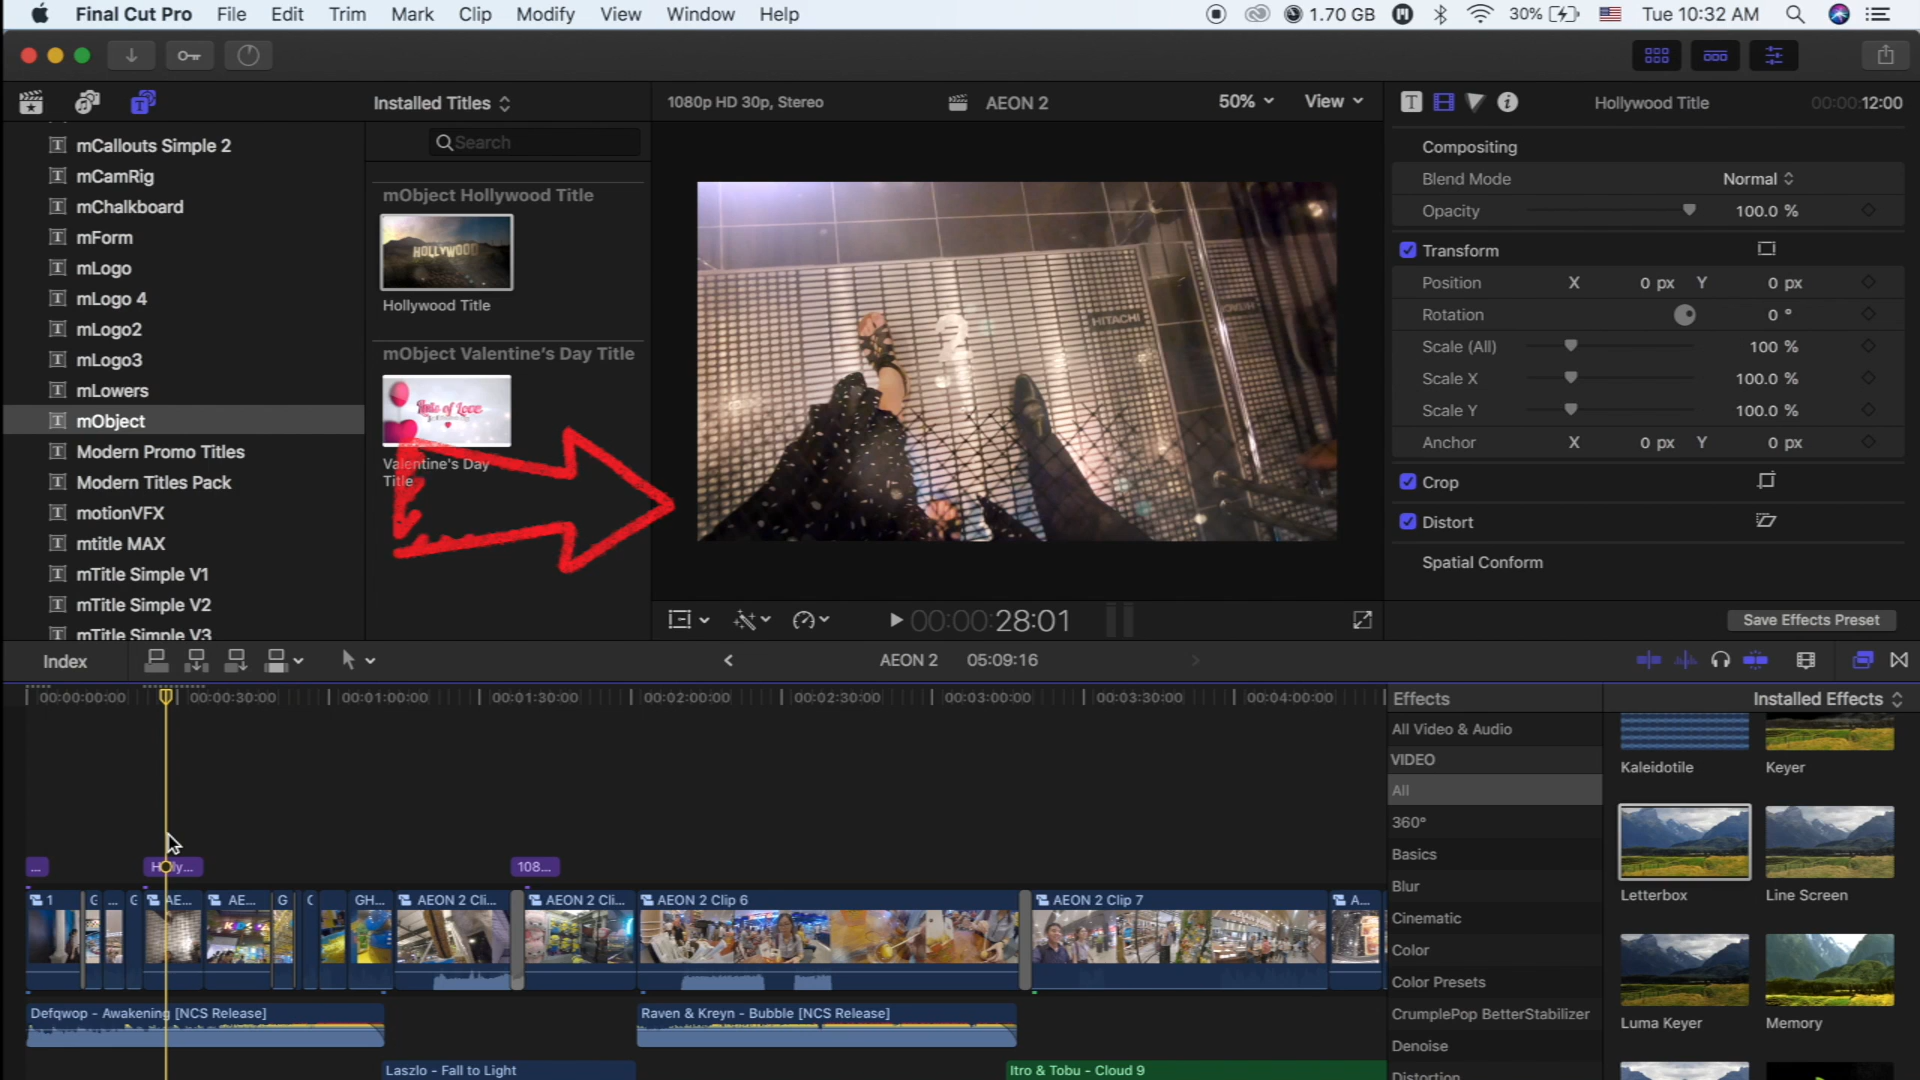 Final Cut Pro File Edit Trim Mark Clip Modify View Window Help 1.70 GB 30% Tue 10:32 AM
Installed Titles
1080p HD 30p, Stereo AEON 2 50% View
Hollywood Title 00:00:12:00
Search
mCallouts Simple 2
mCamRig
mChalkboard
mForm
mLogo
mLogo 4
mLogo2
mLogo3
mLowers
mObject
Modern Promo Titles
Modern Titles Pack
motionVFX
mtitle MAX
mTitle Simple V1
mTitle Simple V2
mTitle Simple V3
mObject Hollywood Title
HOLLYWOOD
Hollywood Title
mObject Valentine's Day Title
Valentine's Day
Title
2
HITACHI
Compositing
Blend Mode Normal
Opacity 100.0 %
Transform
Position X 0 px Y 0 px
Rotation 0 °
Scale (All) 100 %
Scale X 100.0 %
Scale Y 100.0 %
Anchor X 0 px Y 0 px
Crop
Distort
Spatial Conform
00:00:28:01
Save Effects Preset
Index AEON 2 05:09:16
00:00:00:00 00:00:30:00 00:01:00:00 00:01:30:00 00:02:00:00 00:02:30:00 00:03:00:00 00:03:30:00 00:04:00:00
... 108...
1 G ... G AE... AE... G GH... AEON 2 Cli... AEON 2 Cli... AEON 2 Clip 6 AEON 2 Clip 7 A...
Defqwop - Awakening [NCS Release] Raven & Kreyn - Bubble [NCS Release]
Laszlo - Fall to Light Itro & Tobu - Cloud 9
Effects Installed Effects
All Video & Audio
VIDEO
All
360°
Basics
Blur
Cinematic
Color
Color Presets
CrumplePop BetterStabilizer
Denoise
Distortion
Kaleidotile Keyer
Letterbox Line Screen
Luma Keyer Memory